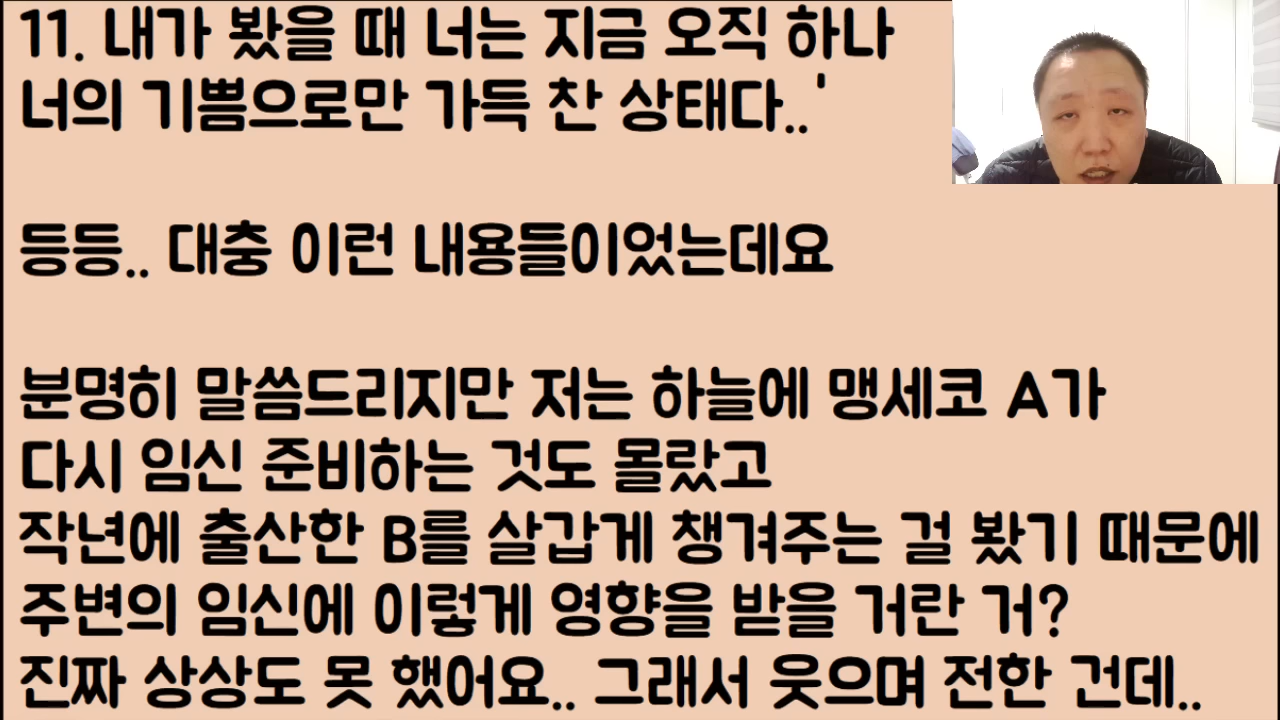 11. 내가 봤을 때 너는 지금 오직 하나
너의 기쁨으로만 가득 찬 상태다..'
등등.. 대충 이런 내용들이었는데요
분명히 말씀드리지만 저는 하늘에 맹세코 A가
다시 임신 준비하는 것도 몰랐고
작년에 출산한 B를 살갑게 챙겨주는 걸 봤기 때문에
주변의 임신에 이렇게 영향을 받을 거란 거?
진짜 상상도 못 했어요.. 그래서 웃으며 전한 건데..